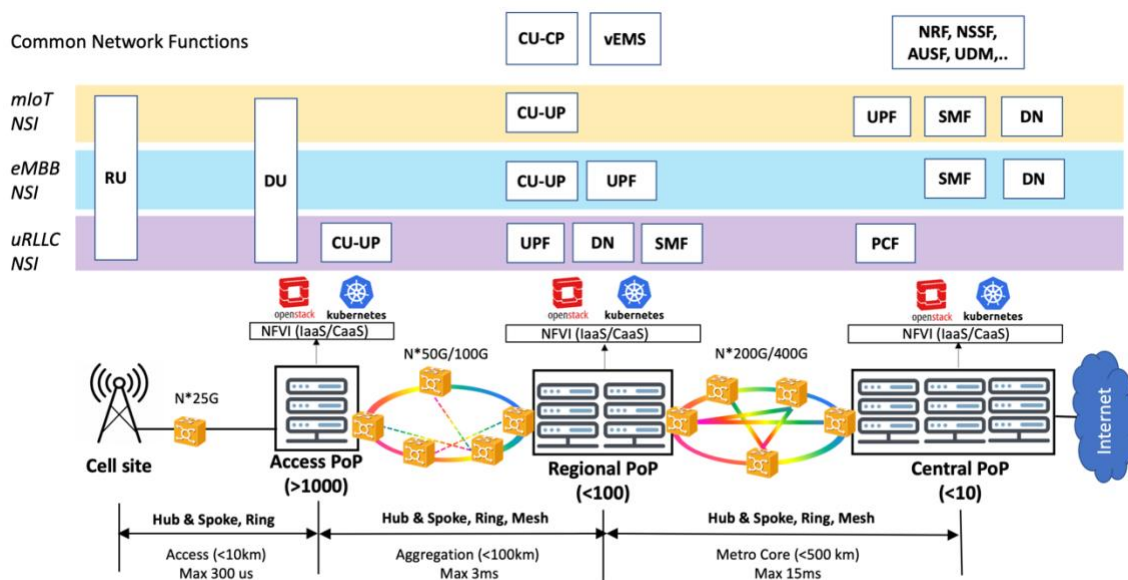 Common Network Functions
CU-CP
vEMS
NRF, NSSF,
AUSF, UDM,..
mIoT
NSI
CU-UP
UPF
SMF
DN
eMBB
NSI
RU
DU
CU-UP
UPF
SMF
DN
uRLLC
NSI
CU-UP
UPF
DN
SMF
PCF
openstack
kubernetes
openstack
kubernetes
openstack
kubernetes
NFVI (IaaS/CaaS)
NFVI (IaaS/CaaS)
NFVI (IaaS/CaaS)
N*25G
N*50G/100G
N*200G/400G
Internet
Cell site
Access PoP
(>1000)
Regional PoP
(<100)
Central PoP
(<10)
Hub & Spoke, Ring
Hub & Spoke, Ring, Mesh
Hub & Spoke, Ring, Mesh
Access (<10km)
Max 300 us
Aggregation (<100km)
Max 3ms
Metro Core (<500 km)
Max 15ms